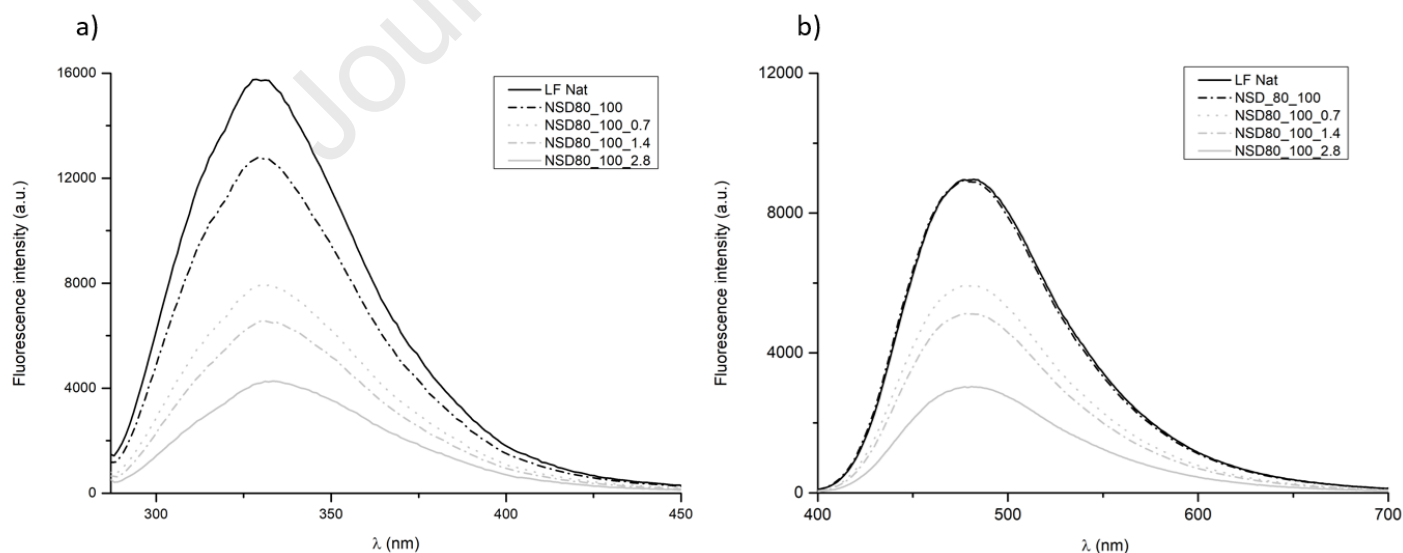 Jour
a)
16000
12000
8000
4000
0
300
350
400
450
Fluorescence intensity (a.u.)
λ (nm)
LF Nat
NSD80_100
NSD80_100_0.7
NSD80_100_1.4
NSD80_100_2.8
b)
12000
8000
4000
0
400
500
600
700
Fluorescence intensity (a.u.)
λ (nm)
LF Nat
NSD_80_100
NSD80_100_0.7
NSD80_100_1.4
NSD80_100_2.8